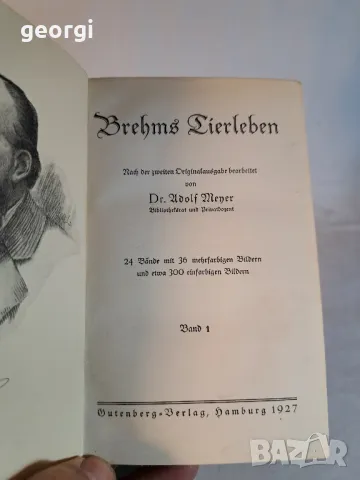 georgi
Brehms Tierleben
Nach der zweiten Originalausgabe bearbeitet
von
Dr. Adolf Meyer
Bibliotheksrat und Privatdozent
24 Bände mit 36 mehrfarbigen Bildern
und etwa 300 einfarbigen Bildern
Band 1
Gutenberg-Verlag, Hamburg 1927
BAZAR